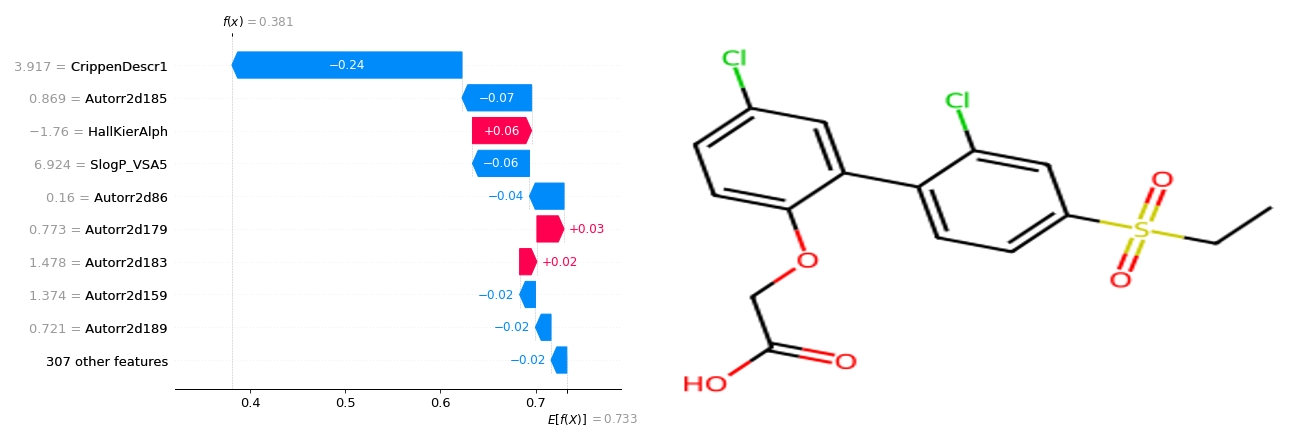 f(x) = 0.381
3.917 = CrippenDescr1
−0.24
0.869 = Autorr2d185
−0.07
−1.76 = HallKierAlph
+0.06
6.924 = SlogP_VSA5
−0.06
0.16 = Autorr2d86
−0.04
0.773 = Autorr2d179
+0.03
1.478 = Autorr2d183
+0.02
1.374 = Autorr2d159
−0.02
0.721 = Autorr2d189
−0.02
307 other features
−0.02
0.4 0.5 0.6 0.7
E[f(X)] = 0.733
Cl
Cl
O
S
O
O
O
HO